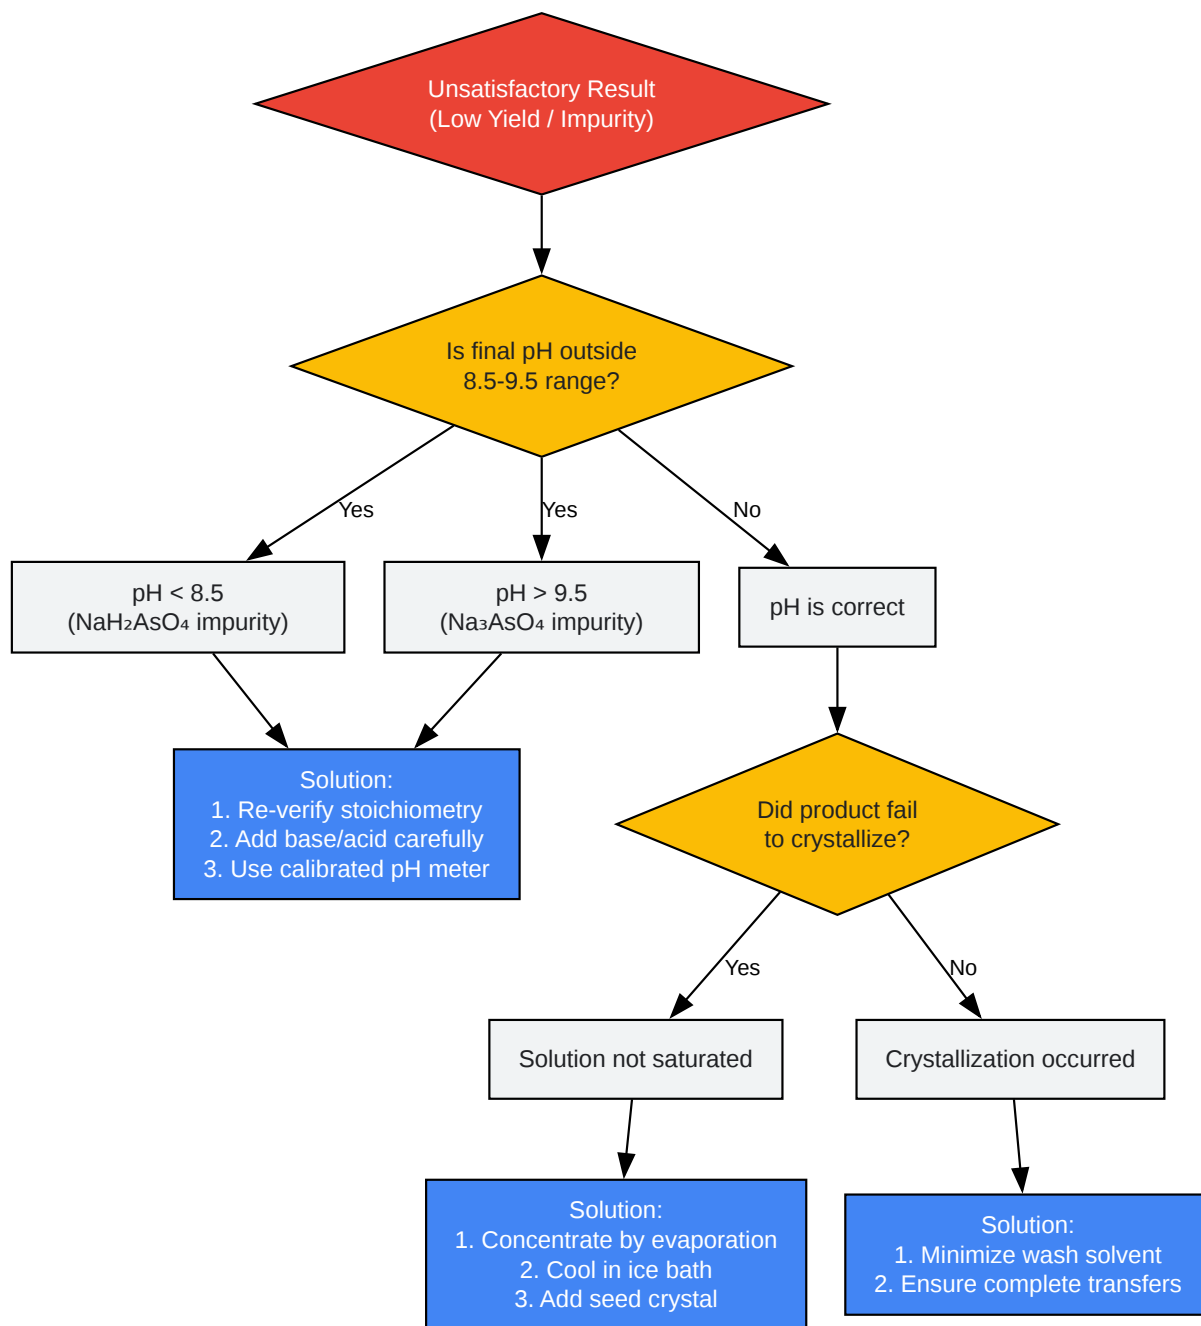 Unsatisfactory Result
(Low Yield / Impurity)
Is final pH outside
8.5-9.5 range?
Yes
Yes
No
pH < 8.5
(NaH₂AsO₄ impurity)
pH > 9.5
(Na₃AsO₄ impurity)
pH is correct
Solution:
1. Re-verify stoichiometry
2. Add base/acid carefully
3. Use calibrated pH meter
Did product fail
to crystallize?
Yes
No
Solution not saturated
Crystallization occurred
Solution:
1. Concentrate by evaporation
2. Cool in ice bath
3. Add seed crystal
Solution:
1. Minimize wash solvent
2. Ensure complete transfers